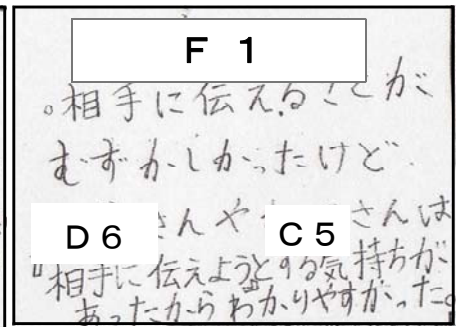 F 1
。相手に伝えることが
むずかしかったけど
D 6 さんや C 5 さんは
"相手に伝えようとする気持ちが
あったからわかりやすかった。